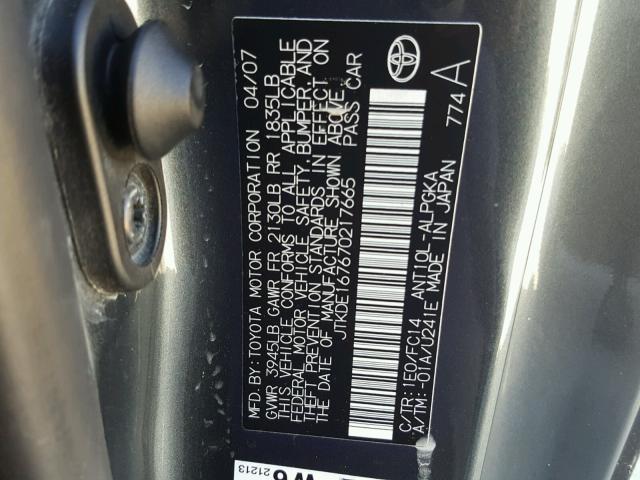 MFD.BY:TOYOTA MOTOR CORPORATION 04/07
GVWR 3945LB GAWR FR 2130LB RR 1835LB
THIS VEHICLE CONFORMS TO ALL APPLICABLE
FEDERAL MOTOR VEHICLE SAFETY, BUMPER, AND
THEFT PREVENTION STANDARDS IN EFFECT ON
THE DATE OF MANUFACTURE SHOWN ABOVE.
JTKDE167670217665 PASS CAR
C/TR:1E0/FC14 ANT10L-ALPGKA 774A
A/TM:-01A/U241E MADE IN JAPAN
21213